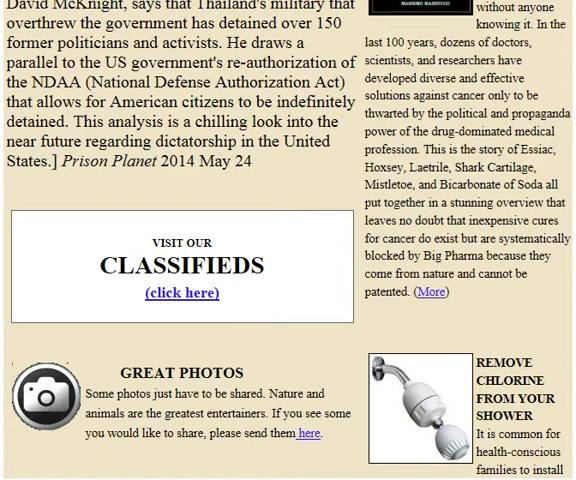 David McKnight, says that Thailand's military that
overthrew the government has detained over 150
former politicians and activists. He draws a
parallel to the US government's re-authorization of
the NDAA (National Defense Authorization Act)
that allows for American citizens to be indefinitely
detained. This analysis is a chilling look into the
near future regarding dictatorship in the United
States.] Prison Planet 2014 May 24
VISIT OUR
CLASSIFIEDS
(click here)
GREAT PHOTOS
Some photos just have to be shared. Nature and
animals are the greatest entertainers. If you see some
you would like to share, please send them here.
MASSIMO MAZZUCCO
without anyone
knowing it. In the
last 100 years, dozens of doctors,
scientists, and researchers have
developed diverse and effective
solutions against cancer only to be
thwarted by the political and propaganda
power of the drug-dominated medical
profession. This is the story of Essiac,
Hoxsey, Laetrile, Shark Cartilage,
Mistletoe, and Bicarbonate of Soda all
put together in a stunning overview that
leaves no doubt that inexpensive cures
for cancer do exist but are systematically
blocked by Big Pharma because they
come from nature and cannot be
patented. (More)
REMOVE
CHLORINE
FROM YOUR
SHOWER
It is common for
health-conscious
families to install